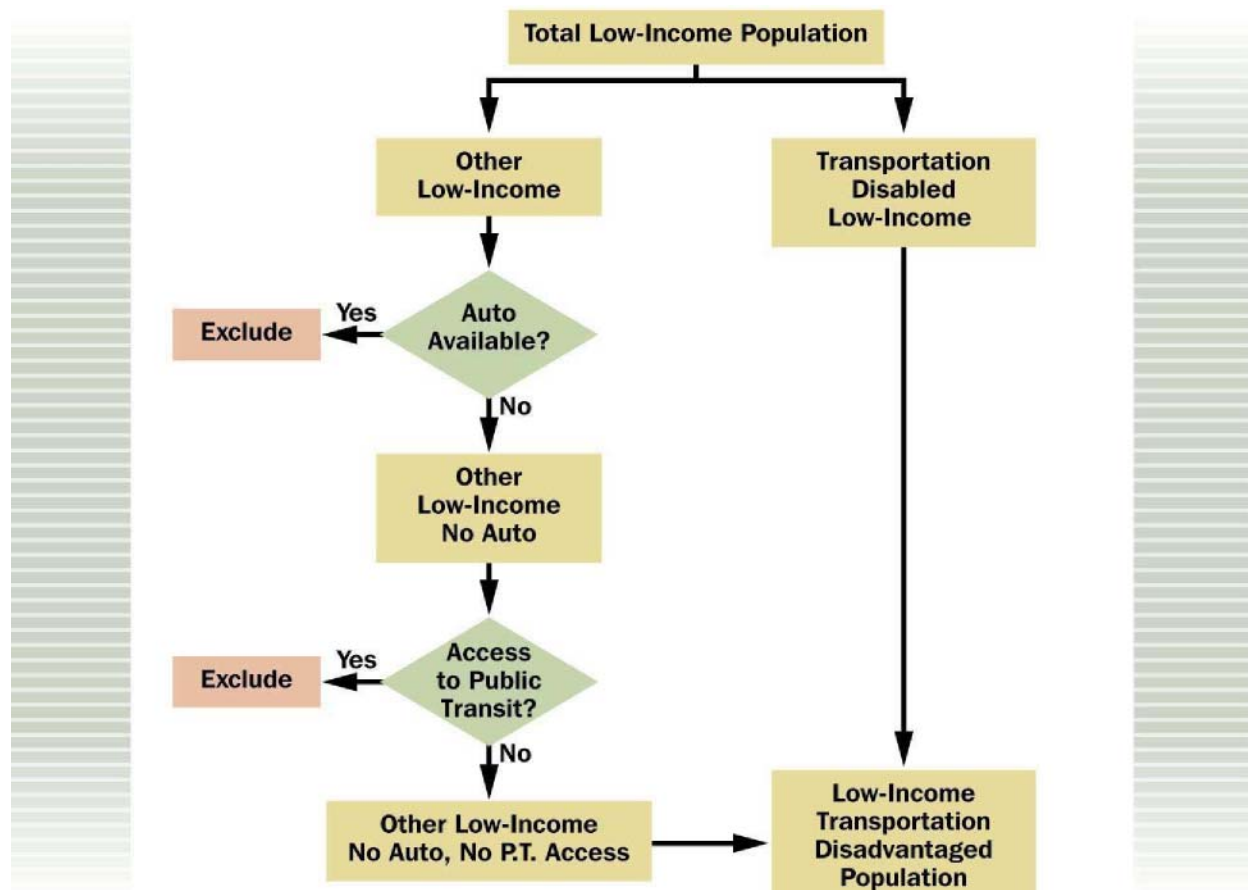 Total Low-Income Population
Other
Low-Income
Transportation
Disabled
Low-Income
Auto
Available?
Yes
Exclude
No
Other
Low-Income
No Auto
Access
to Public
Transit?
Yes
Exclude
No
Other Low-Income
No Auto, No P.T. Access
Low-Income
Transportation
Disadvantaged
Population